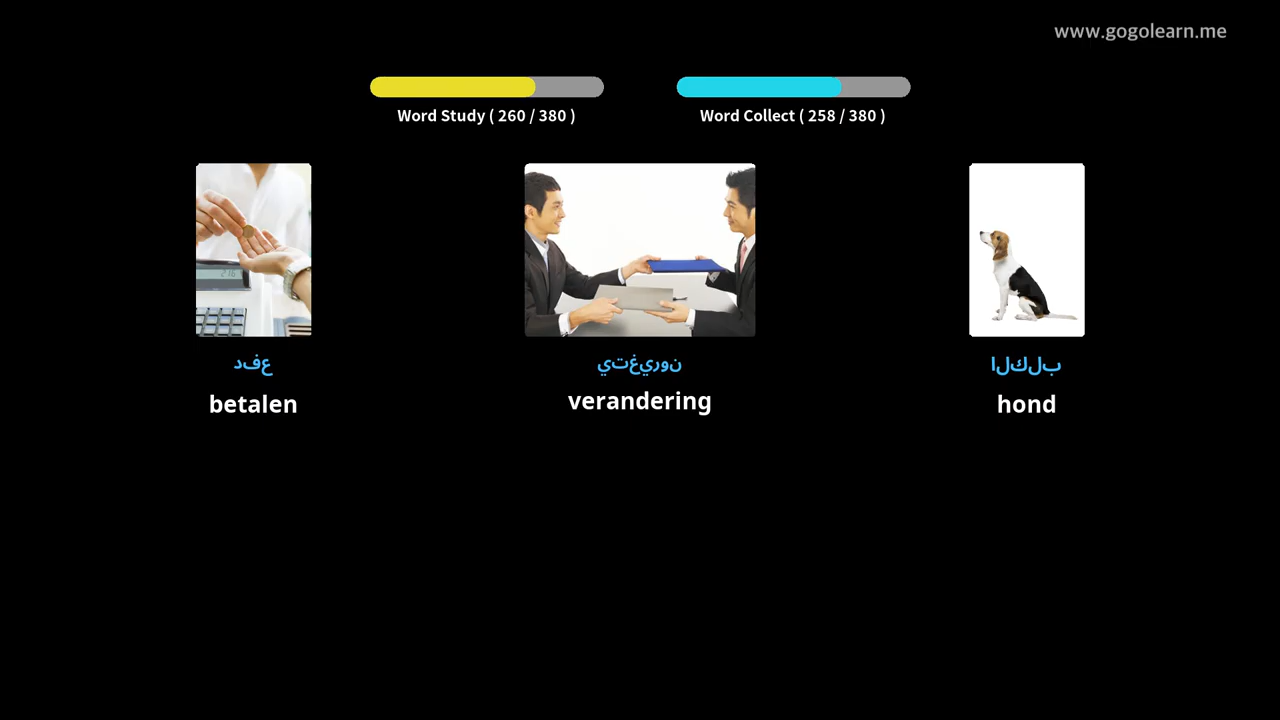 www.gogolearn.me
Word Study ( 260 / 380 )
Word Collect ( 258 / 380 )
دفع
يتغيرون
الكلب
betalen
verandering
hond